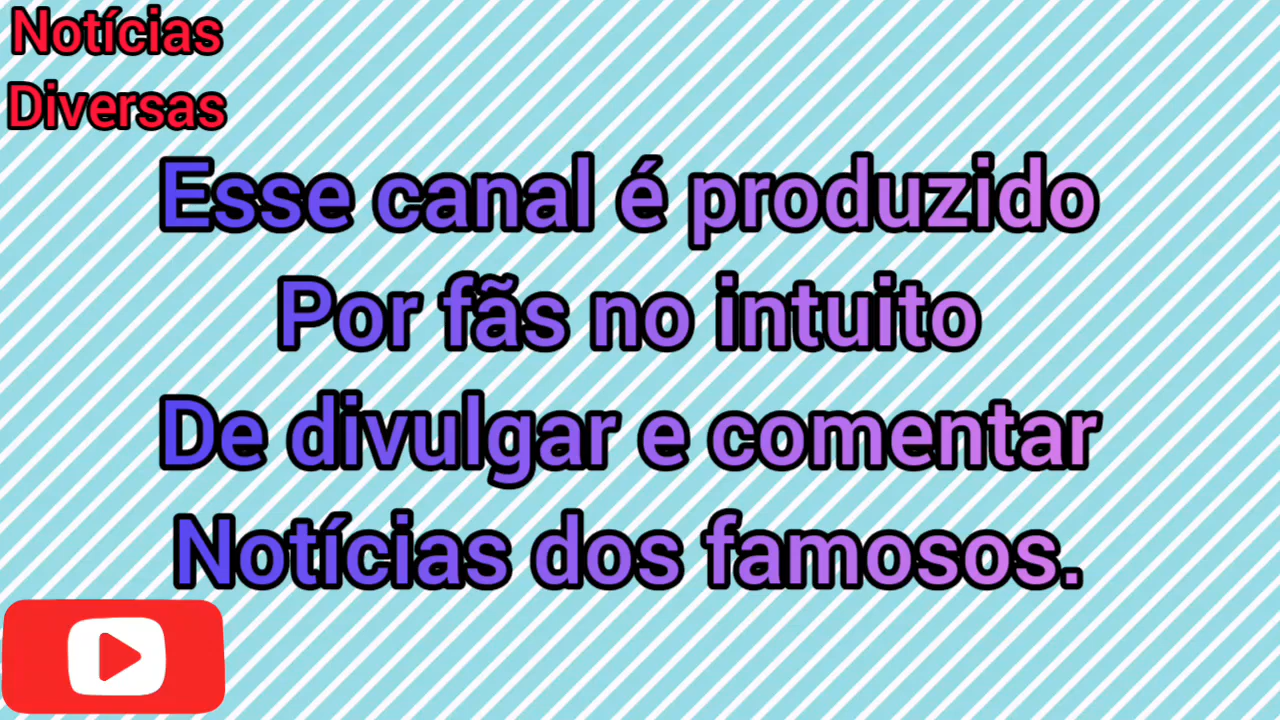 Notícias
Diversas
Esse canal é produzido
Por fãs no intuito
De divulgar e comentar
Notícias dos famosos.